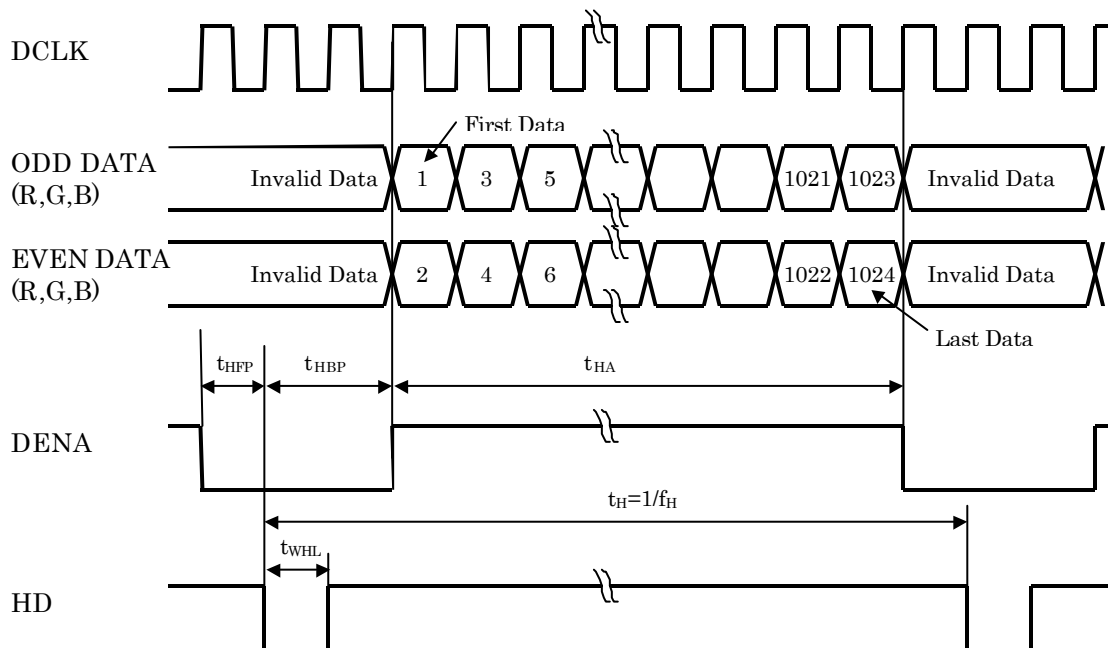 DCLK
First Data
ODD DATA
(R,G,B)
Invalid Data 1 3 5 1021 1023 Invalid Data
EVEN DATA
(R,G,B)
Invalid Data 2 4 6 1022 1024 Invalid Data
Last Data
tHFP tHBP tHA
DENA
tH=1/fH
tWHL
HD